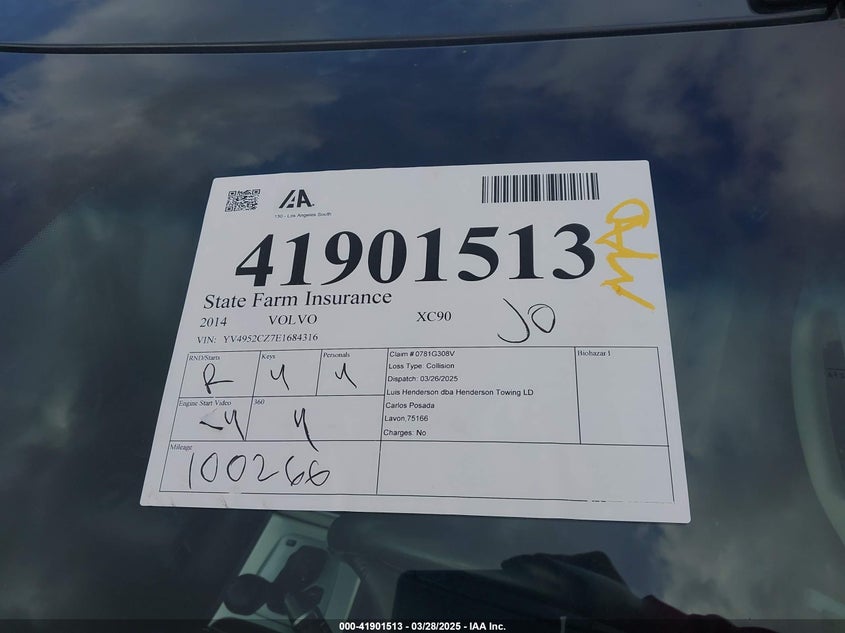 IAA.
130 - Los Angeles South
41901513
State Farm Insurance
2014 VOLVO XC90
JO
VIN: YV4952CZ7E1684316
RND/Starts Keys Personals
R Y Y
Engine Start Video 360
Y Y
Mileage
100266
Claim #0781G308V
Loss Type: Collision
Dispatch: 03/26/2025
Luis Henderson dba Henderson Towing LD
Carlos Posada
Lavon,75166
Charges: No
Biohazar
000-41901513 - 03/28/2025 - IAA Inc.